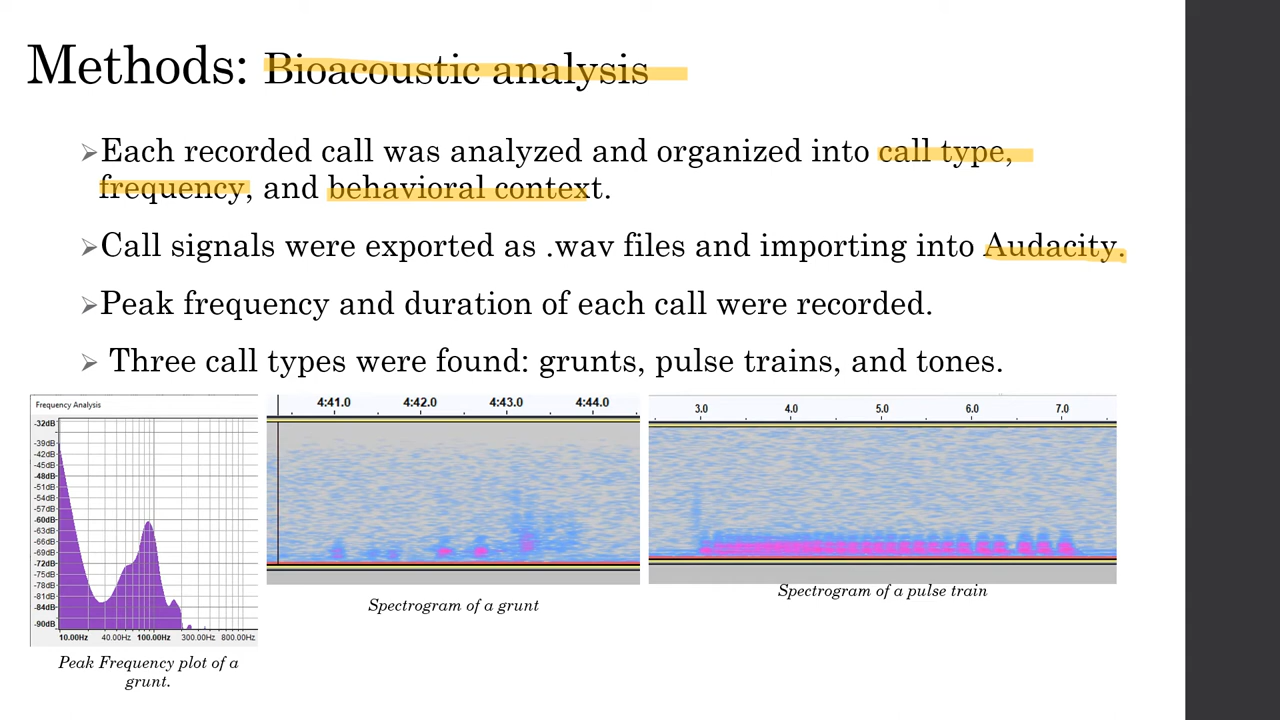 Methods: Bioacoustic analysis
➢Each recorded call was analyzed and organized into call type,
frequency, and behavioral context.
➢Call signals were exported as .wav files and importing into Audacity.
➢Peak frequency and duration of each call were recorded.
➢ Three call types were found: grunts, pulse trains, and tones.
Frequency Analysis
-32dB
-39dB
-42dB
-45dB
-48dB
-51dB
-54dB
-57dB
-60dB
-63dB
-66dB
-69dB
-72dB
-75dB
-78dB
-81dB
-84dB
-90dB
10.00Hz 40.00Hz 100.00Hz 300.00Hz 800.00Hz
Peak Frequency plot of a
grunt.
4:41.0 4:42.0 4:43.0 4:44.0
Spectrogram of a grunt
3.0 4.0 5.0 6.0 7.0
Spectrogram of a pulse train